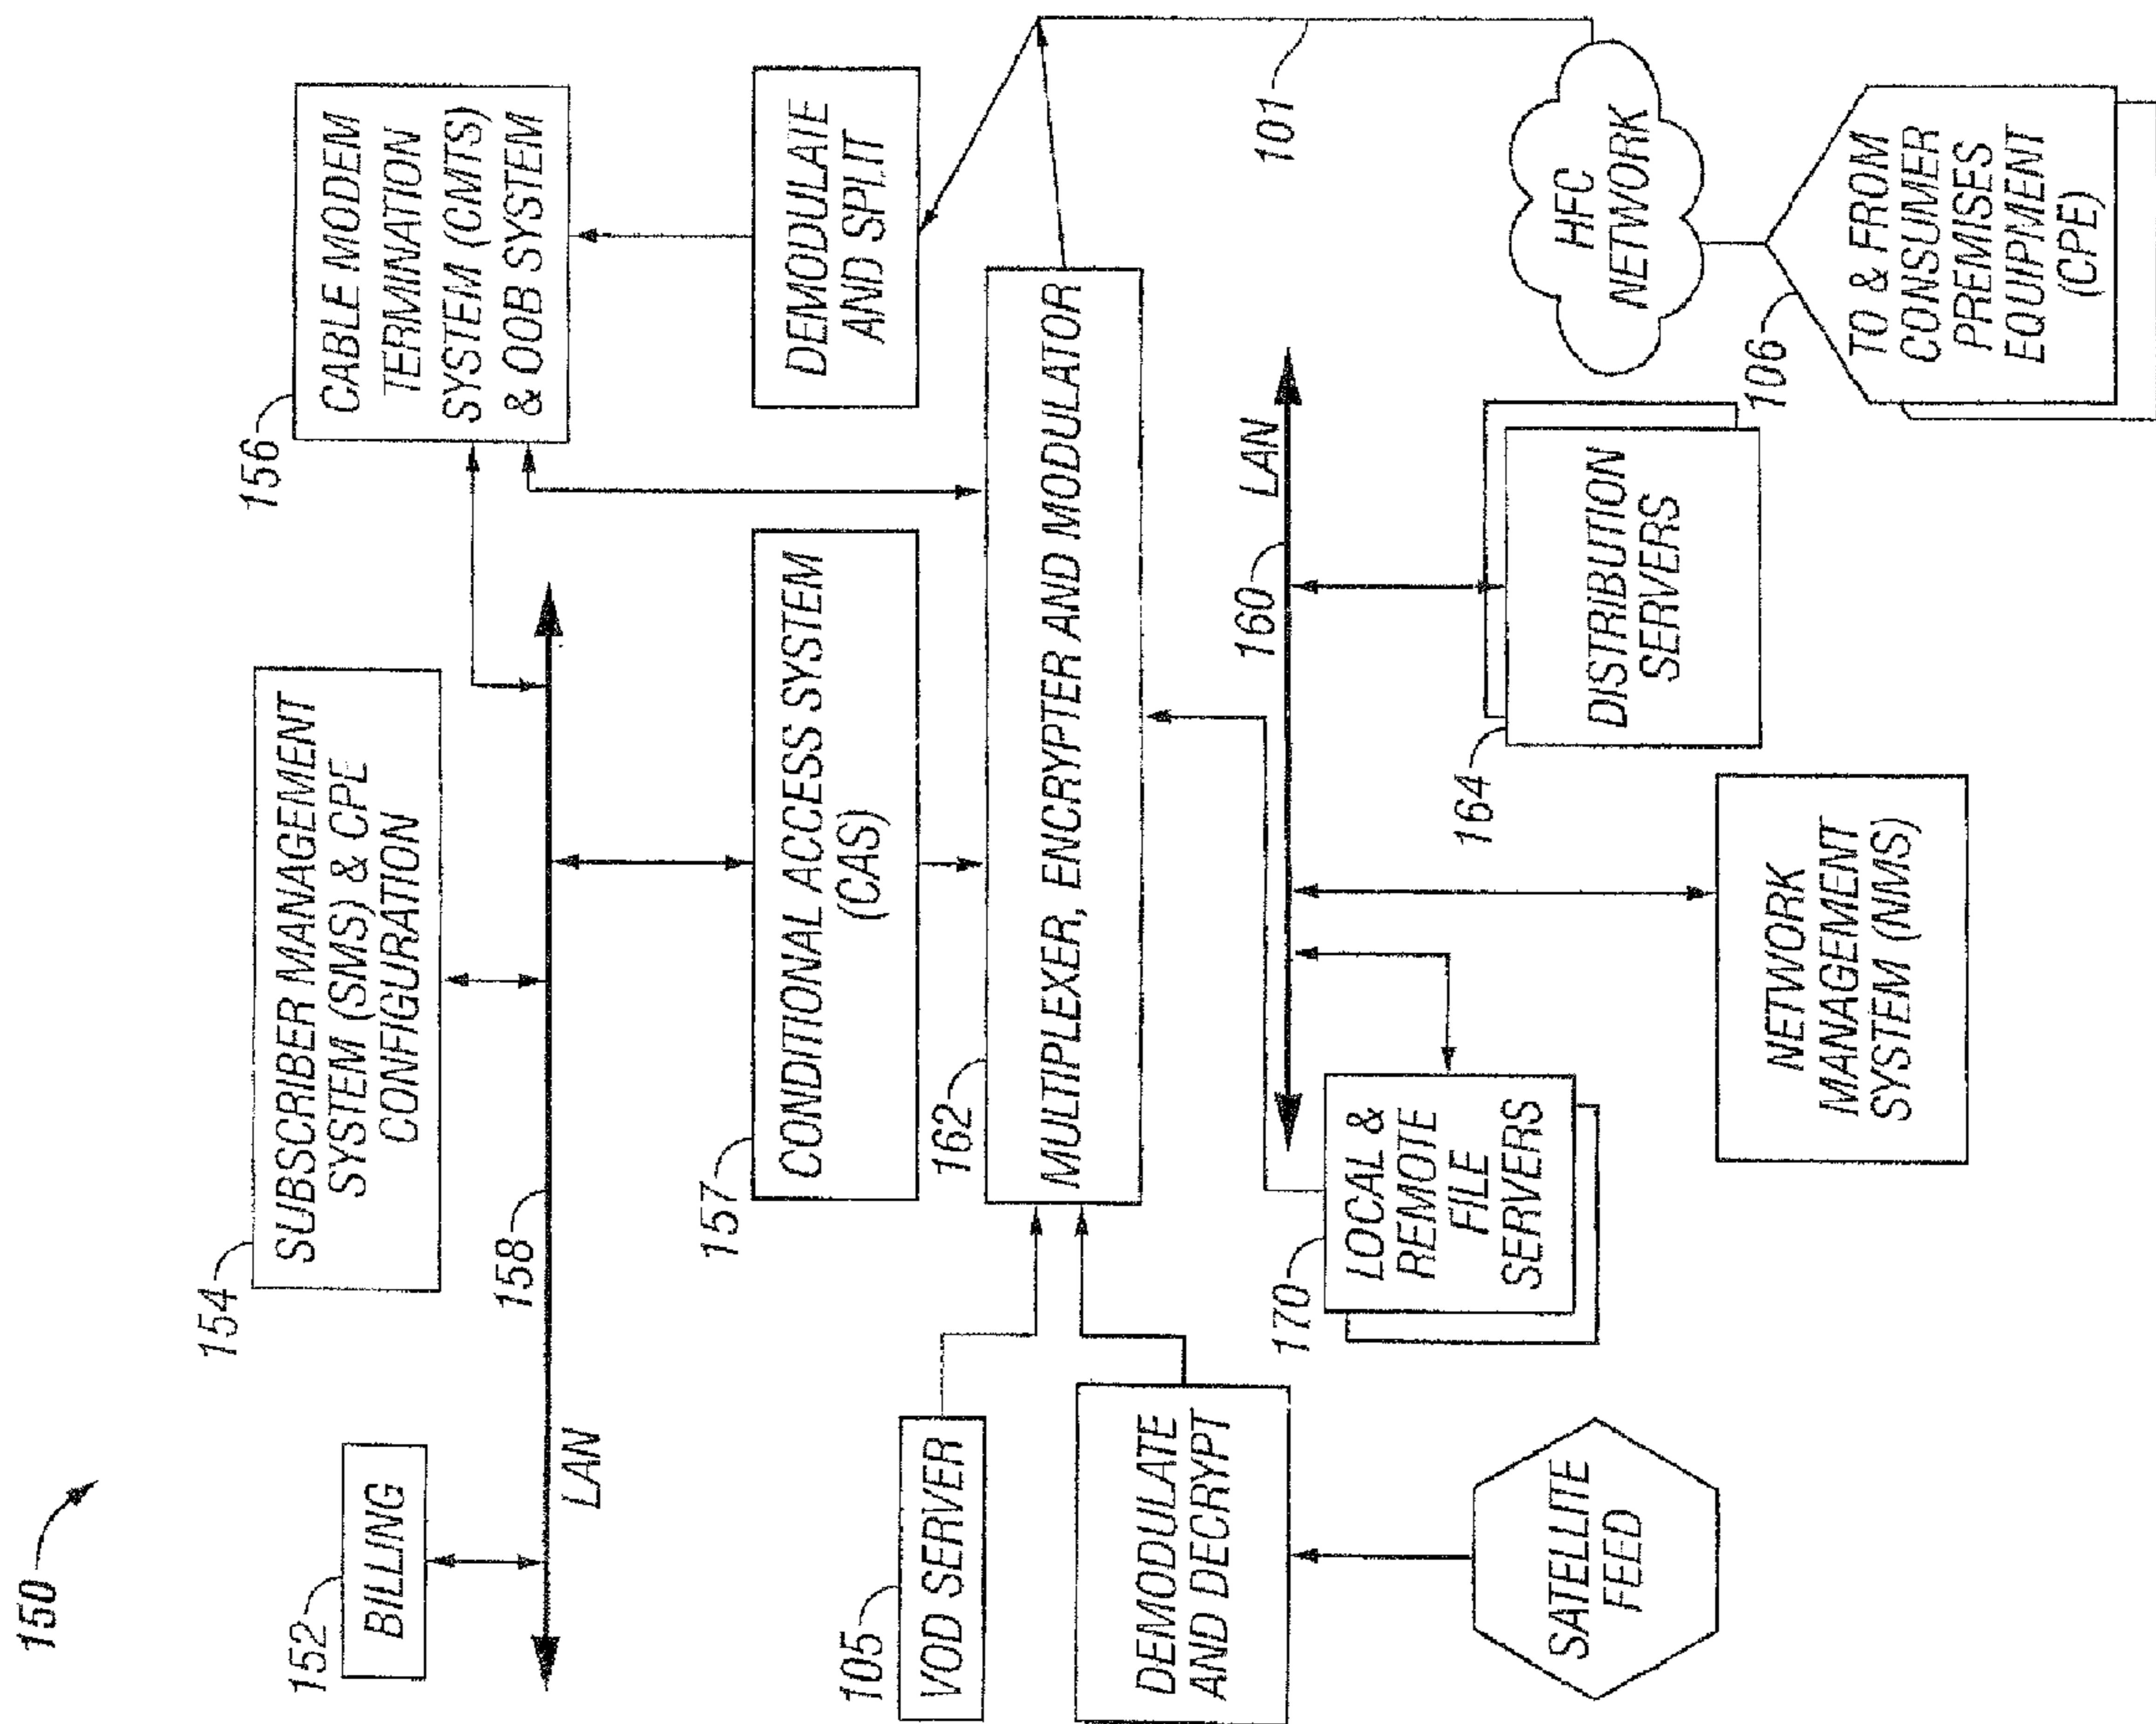 150
152
BILLING
154
SUBSCRIBER MANAGEMENT
SYSTEM (SMS) & CPE
CONFIGURATION
156
CABLE MODEM
TERMINATION
SYSTEM (CMTS)
& OOB SYSTEM
158
LAN
157
CONDITIONAL ACCESS SYSTEM
(CAS)
DEMODULATE
AND SPLIT
105
VOD SERVER
162
MULTIPLEXER, ENCRYPTER AND MODULATOR
DEMODULATE
AND DECRYPT
160
LAN
101
170
LOCAL &
REMOTE
FILE
SERVERS
164
DISTRIBUTION
SERVERS
HFC
NETWORK
SATELLITE
FEED
NETWORK
MANAGEMENT
SYSTEM (NMS)
106
TO & FROM
CONSUMER
PREMISES
EQUIPMENT
(CPE)